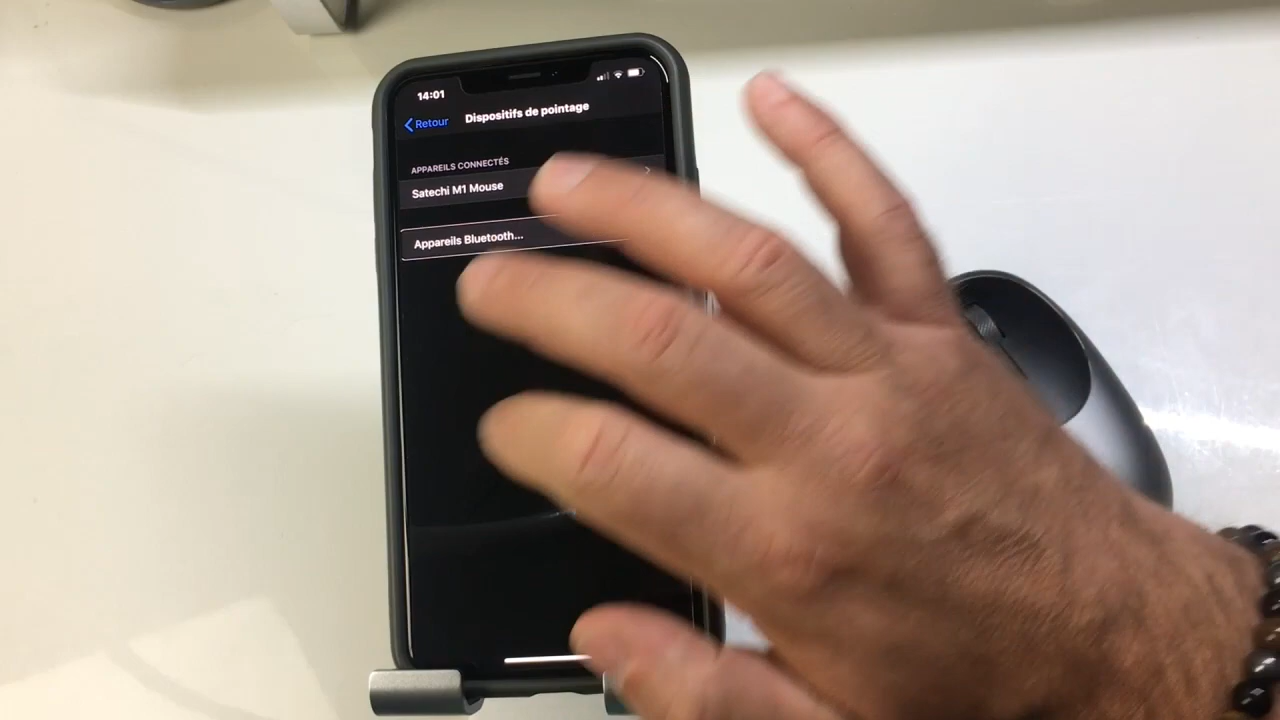 14:01
Retour
Dispositifs de pointage
APPAREILS CONNECTÉS
Satechi M1 Mouse
Appareils Bluetooth...